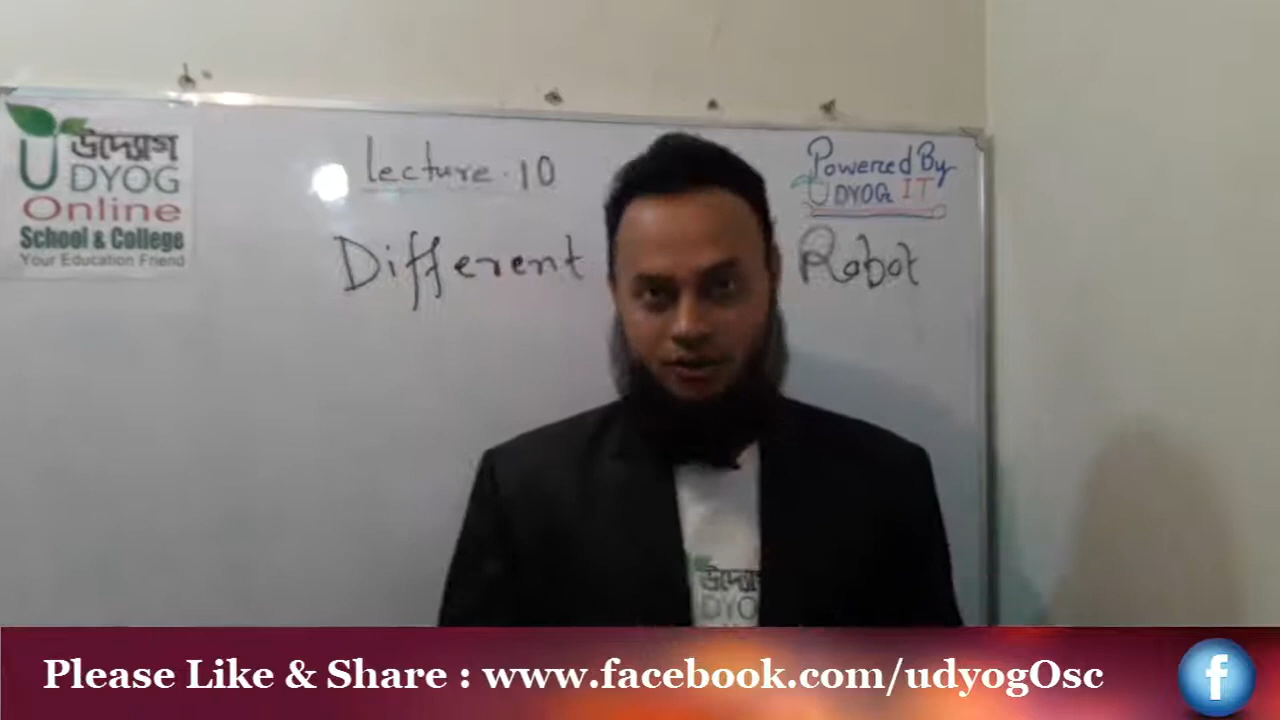 উদ্যোগ
UDYOG
Online
School & College
Your Education Friend
Lecture-10
Different
Robot
Powered By
UDYOG IT
উদ্যোগ
DYO
Please Like & Share : www.facebook.com/udyogOsc
f